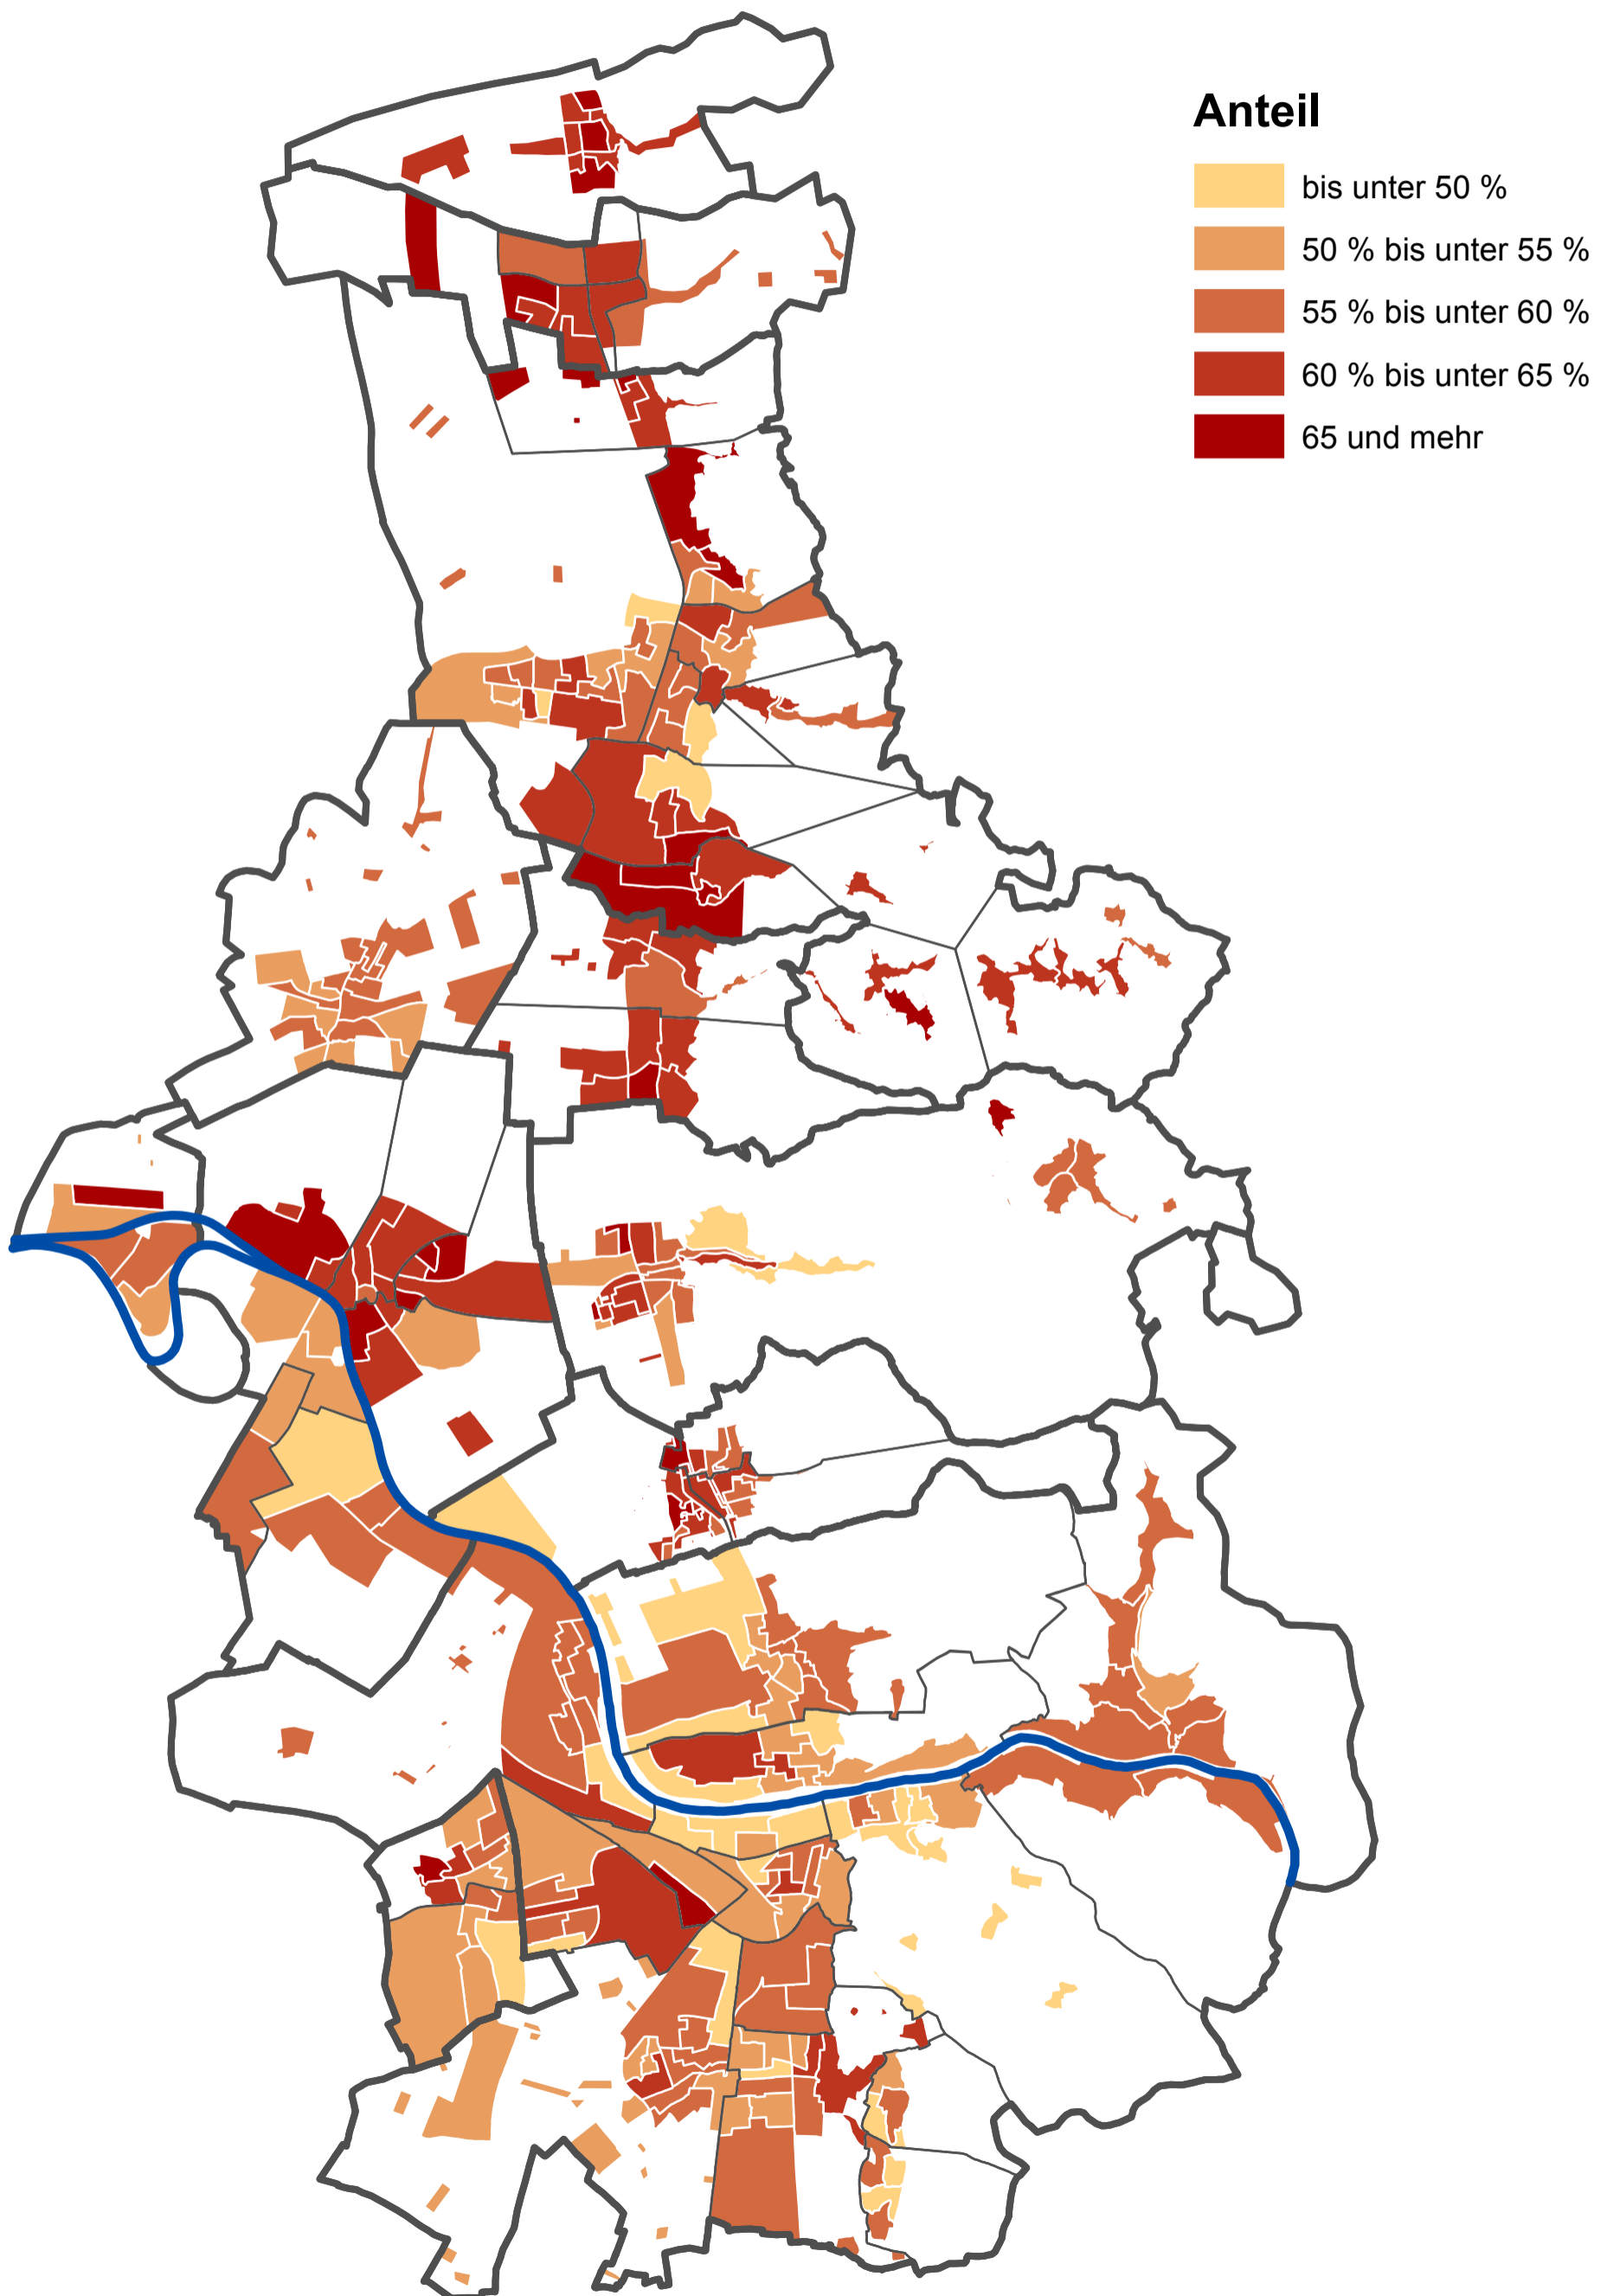 Anteil
bis unter 50 %
50 % bis unter 55 %
55 % bis unter 60 %
60 % bis unter 65 %
65 und mehr